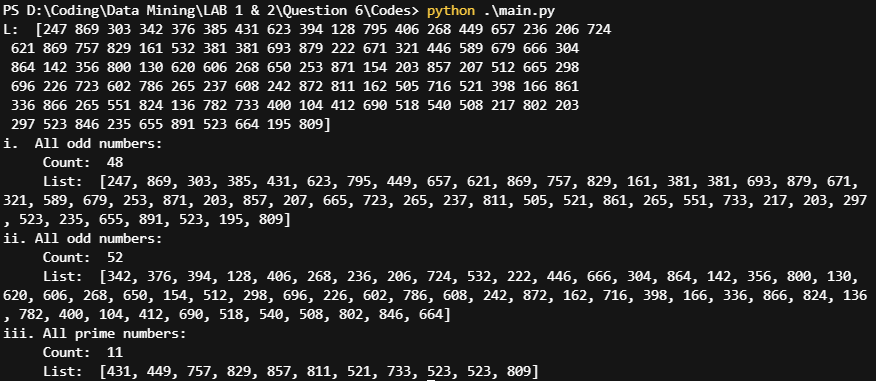 PS D:\Coding\Data Mining\LAB 1 & 2\Question 6\Codes> python .\main.py
L:  [247 869 303 342 376 385 431 623 394 128 795 406 268 449 657 236 206 724
 621 869 757 829 161 532 381 381 693 879 222 671 321 446 589 679 666 304
 864 142 356 800 130 620 606 268 650 253 871 154 203 857 207 512 665 298
 696 226 723 602 786 265 237 608 242 872 811 162 505 716 521 398 166 861
 336 866 265 551 824 136 782 733 400 104 412 690 518 540 508 217 802 203
 297 523 846 235 655 891 523 664 195 809]
i.  All odd numbers:
     Count:  48
     List:  [247, 869, 303, 385, 431, 623, 795, 449, 657, 621, 869, 757, 829, 161, 381, 381, 693, 879, 671,
321, 589, 679, 253, 871, 203, 857, 207, 665, 723, 265, 237, 811, 505, 521, 861, 265, 551, 733, 217, 203, 297
, 523, 235, 655, 891, 523, 195, 809]
ii. All odd numbers:
     Count:  52
     List:  [342, 376, 394, 128, 406, 268, 236, 206, 724, 532, 222, 446, 666, 304, 864, 142, 356, 800, 130,
620, 606, 268, 650, 154, 512, 298, 696, 226, 602, 786, 608, 242, 872, 162, 716, 398, 166, 336, 866, 824, 136
, 782, 400, 104, 412, 690, 518, 540, 508, 802, 846, 664]
iii. All prime numbers:
     Count:  11
     List:  [431, 449, 757, 829, 857, 811, 521, 733, 523, 523, 809]